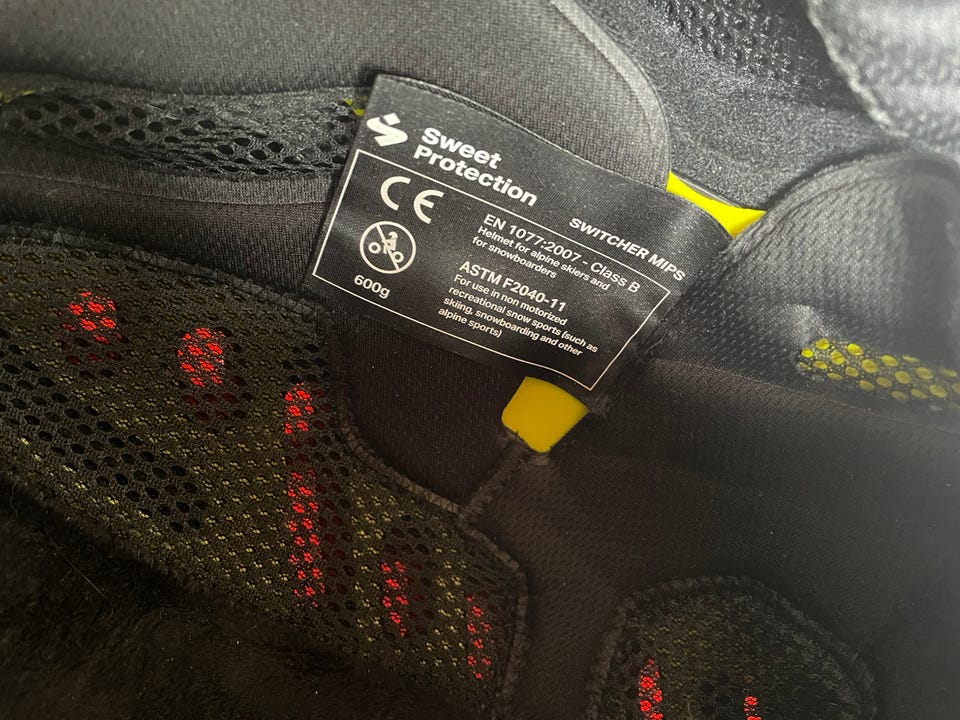 Sweet
Protection
SWITCHER MIPS
CE
EN 1077:2007 - Class B
Helmet for alpine skiers and
for snowboarders
ASTM F2040-11
For use in non motorized
recreational snow sports (such as
skiing, snowboarding and other
alpine sports)
600g